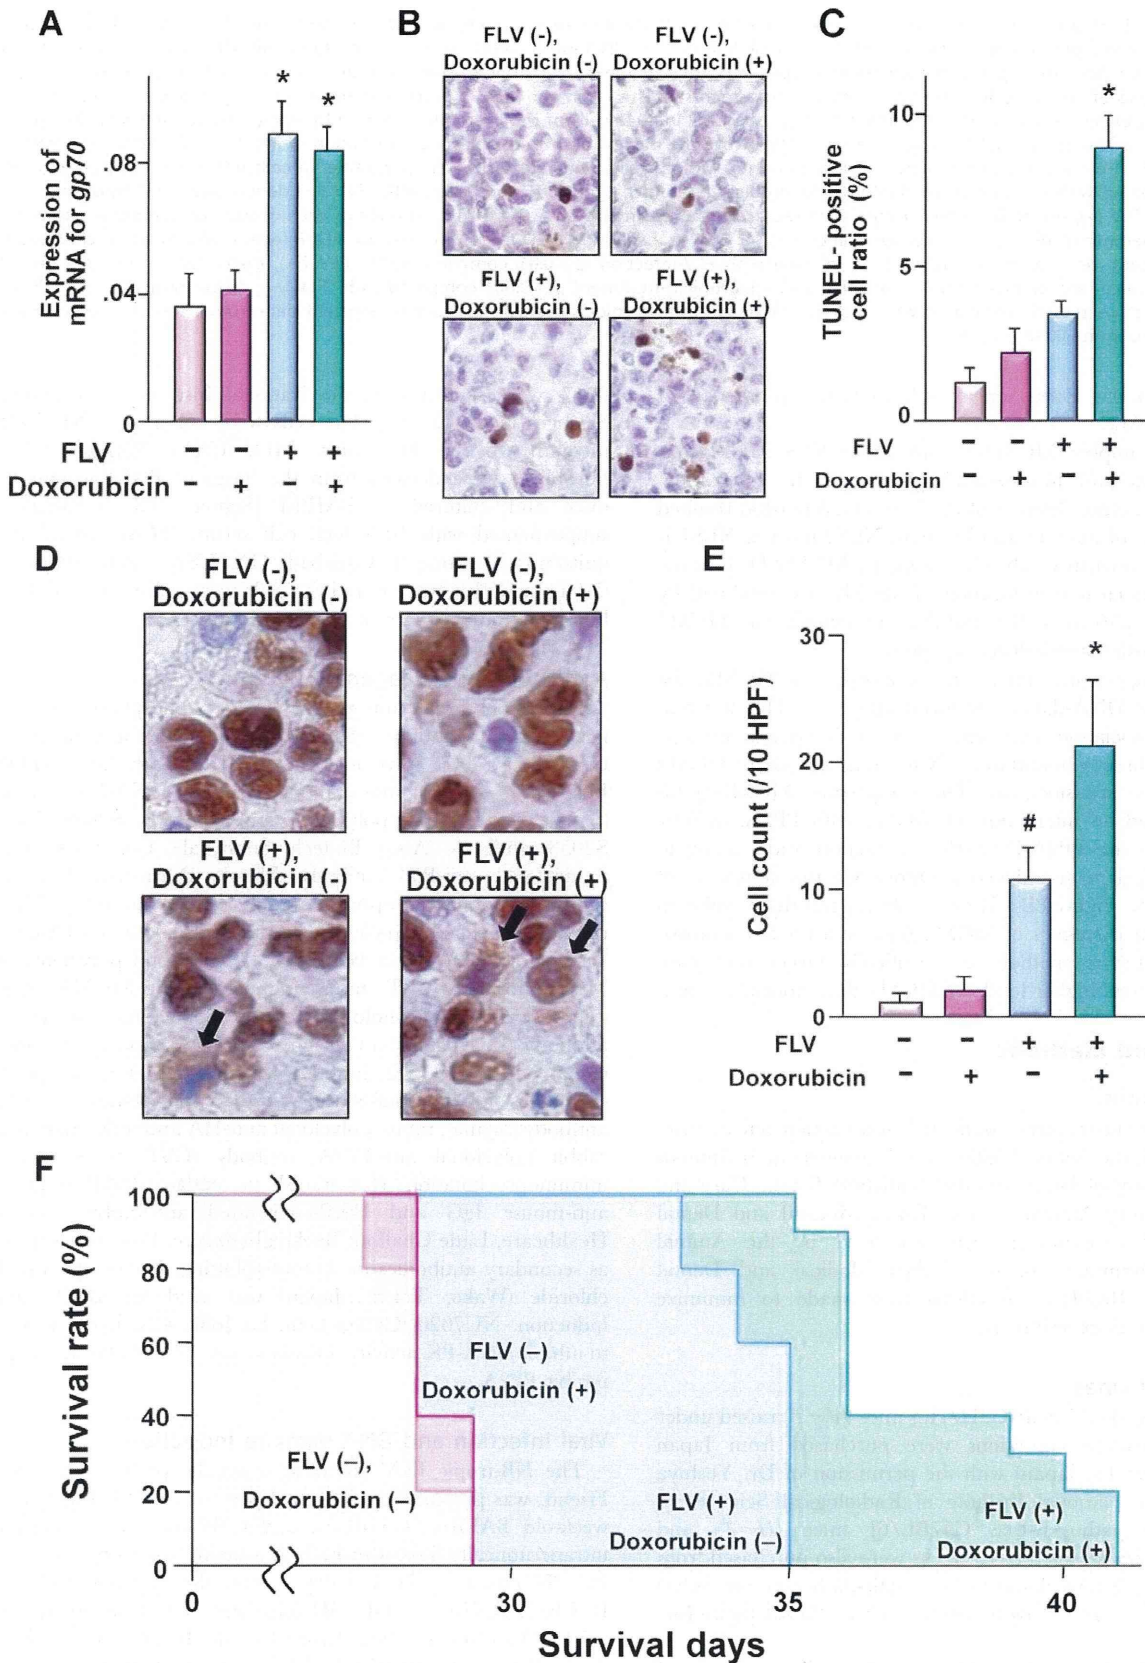 A
Expression of
mRNA for gp70
.08
.04
0
*
*
FLV
- - + +
Doxorubicin
- + - +
B
FLV (-),
Doxorubicin (-)
FLV (-),
Doxorubicin (+)
FLV (+),
Doxorubicin (-)
FLV (+),
Doxrubicin (+)
C
TUNEL- positive
cell ratio (%)
10
5
0
*
FLV
- - + +
Doxorubicin
- + - +
D
FLV (-),
Doxorubicin (-)
FLV (-),
Doxorubicin (+)
FLV (+),
Doxorubicin (-)
FLV (+),
Doxorubicin (+)
E
Cell count (/10 HPF)
30
20
10
0
#
*
FLV
- - + +
Doxorubicin
- + - +
F
Survival rate (%)
100
80
60
40
20
0
FLV (–)
Doxorubicin (+)
FLV (–),
Doxorubicin (–)
FLV (+)
Doxorubicin (–)
FLV (+)
Doxorubicin (+)
0
30
35
40
Survival days